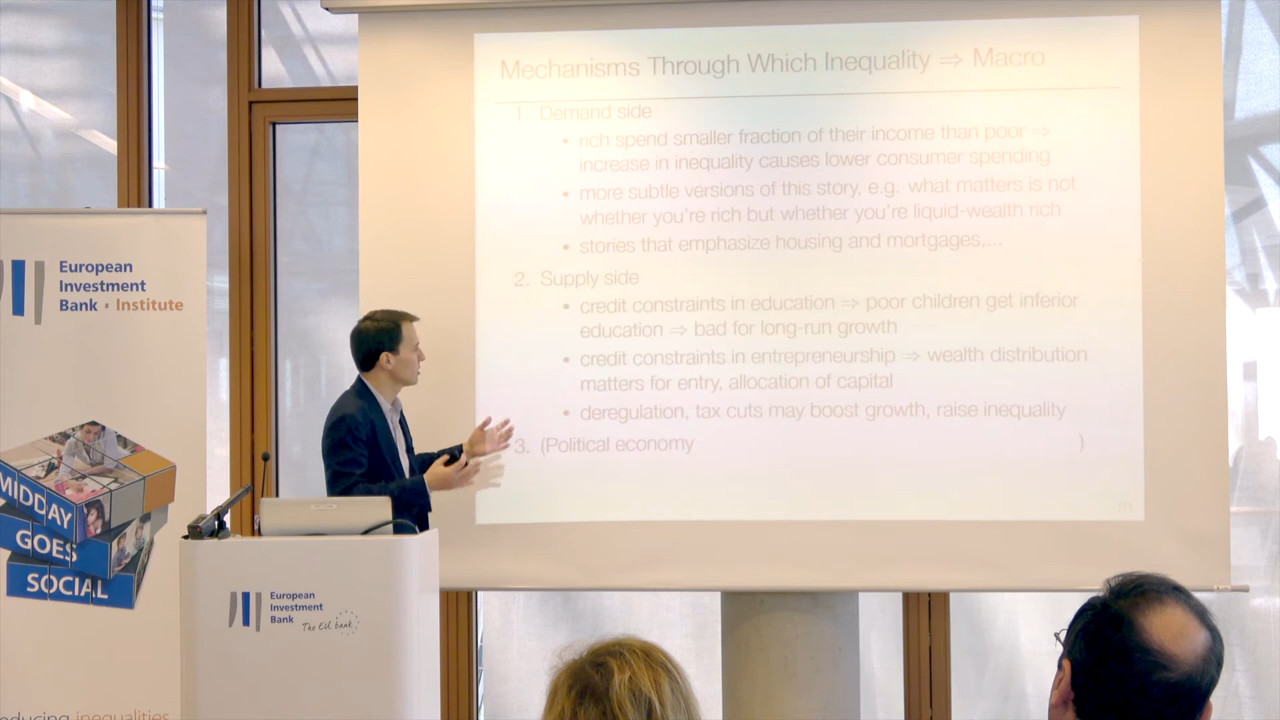 Mechanisms Through Which Inequality ⇒ Macro
1. Demand side
• rich spend smaller fraction of their income than poor ⇒
increase in inequality causes lower consumer spending
• more subtle versions of this story, e.g. what matters is not
whether you're rich but whether you're liquid-wealth rich
• stories that emphasize housing and mortgages,...
2. Supply side
• credit constraints in education ⇒ poor children get inferior
education ⇒ bad for long-run growth
• credit constraints in entrepreneurship ⇒ wealth distribution
matters for entry, allocation of capital
• deregulation, tax cuts may boost growth, raise inequality
3. (Political economy )
European
Investment
Bank • Institute
MIDDAY
GOES
SOCIAL
inequalities
European
Investment
Bank
The EU bank